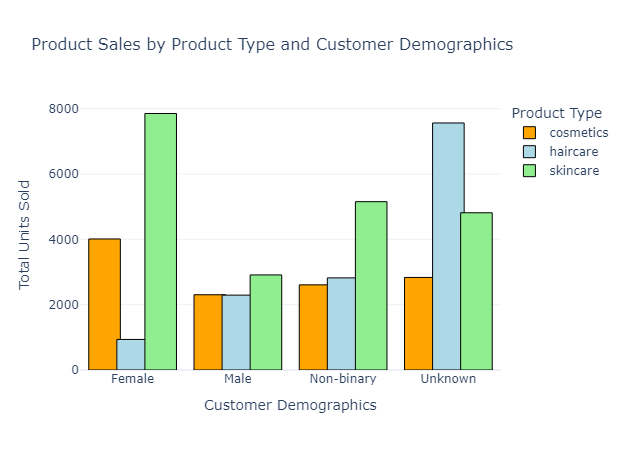 Product Sales by Product Type and Customer Demographics
Product Type
cosmetics
haircare
skincare
Total Units Sold
8000
6000
4000
2000
0
Female Male Non-binary Unknown
Customer Demographics